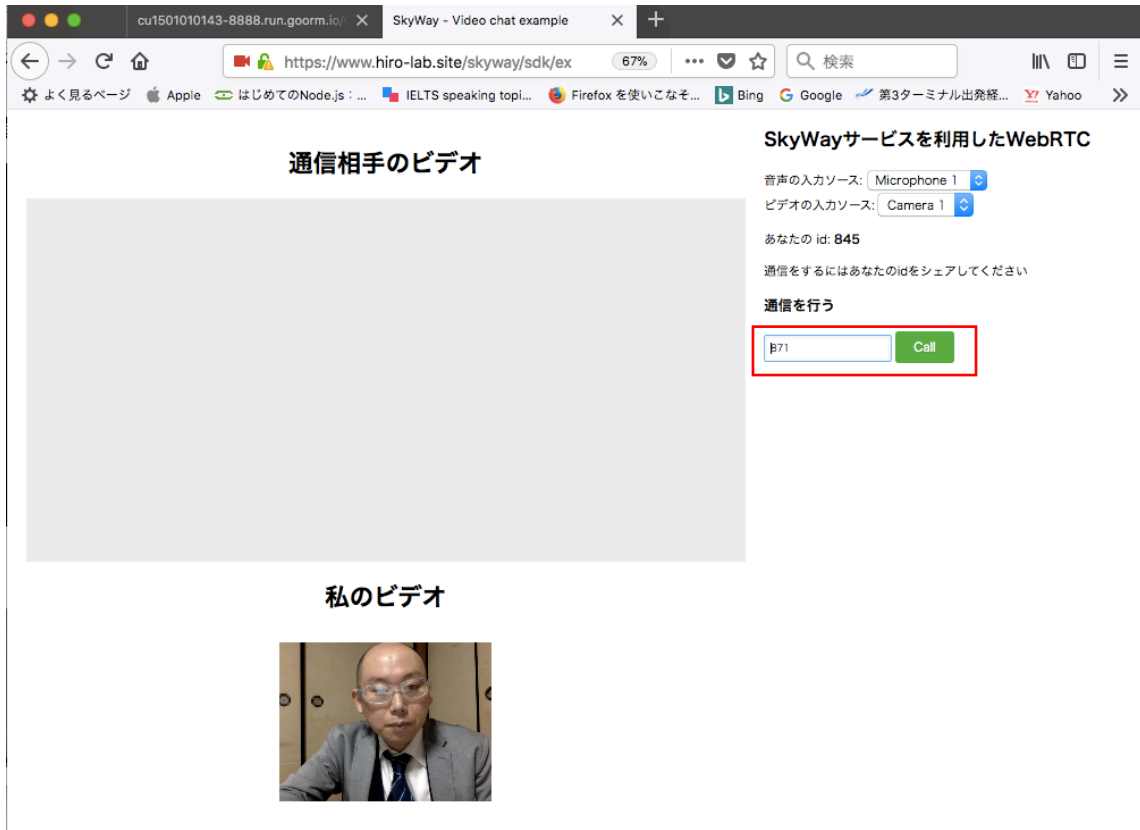 cu1501010143-8888.run.goorm.io/
SkyWay - Video chat example
https://www.hiro-lab.site/skyway/sdk/ex
67%
検索
よく見るページ
Apple
はじめてのNode.js：...
IELTS speaking topi...
Firefox を使いこなそ...
Bing
Google
第3ターミナル出発経...
Yahoo
通信相手のビデオ
私のビデオ
SkyWayサービスを利用したWebRTC
音声の入力ソース: Microphone 1
ビデオの入力ソース: Camera 1
あなたの id: 845
通信をするにはあなたのidをシェアしてください
通信を行う
871 Call